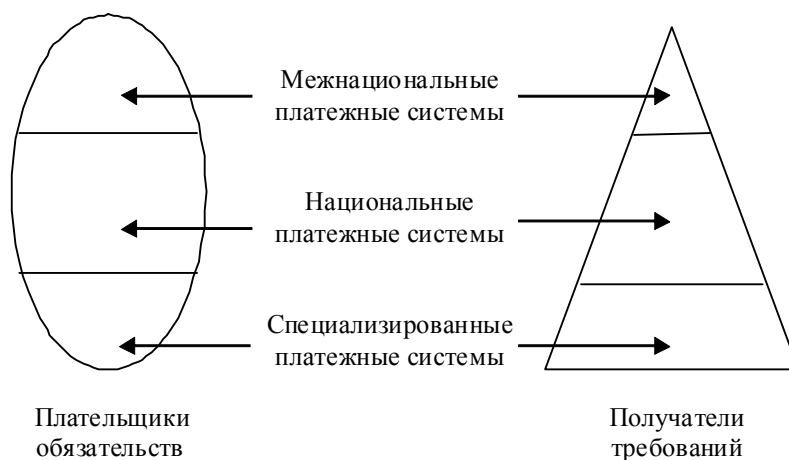 Межнациональные
платежные системы
Национальные
платежные системы
Специализированные
платежные системы
Плательщики
обязательств
Получатели
требований